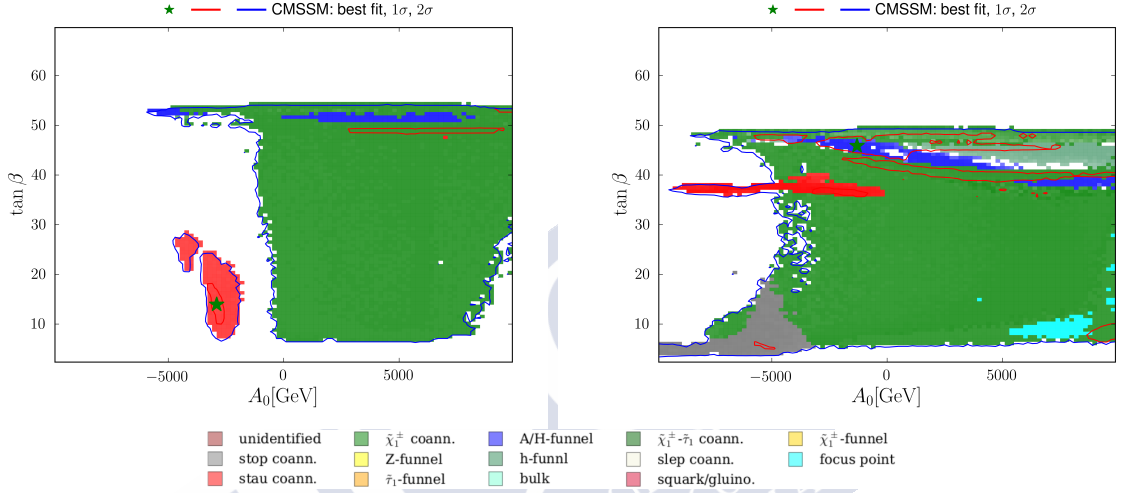 CMSSM: best fit, 1σ, 2σ
CMSSM: best fit, 1σ, 2σ
60
50
40
30
20
10
tan β
−5000
0
5000
A₀[GeV]
60
50
40
30
20
10
tan β
−5000
0
5000
A₀[GeV]
unidentified
χ̃₁± coann.
A/H-funnel
χ̃₁±-τ̃₁ coann.
χ̃₁±-funnel
stop coann.
Z-funnel
h-funnl
slep coann.
focus point
stau coann.
τ̃₁-funnel
bulk
squark/gluino.